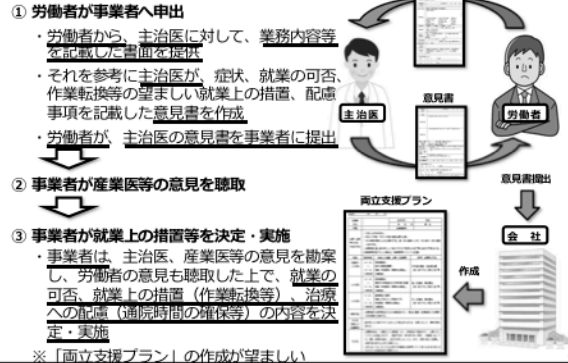 ① 労働者が事業者へ申出
・労働者から、主治医に対して、業務内容等
を記載した書面を提供
・それを参考に主治医が、症状、就業の可否、
作業転換等の望ましい就業上の措置、配慮
事項を記載した意見書を作成
・労働者が、主治医の意見書を事業者に提出
② 事業者が産業医等の意見を聴取
③ 事業者が就業上の措置等を決定・実施
・事業者は、主治医、産業医等の意見を勘案
し、労働者の意見も聴取した上で、就業の
可否、就業上の措置（作業転換等）、治療
への配慮（通院時間の確保等）の内容を決
定・実施
※「両立支援プラン」の作成が望ましい
主治医
意見書
労働者
意見書提出
両立支援プラン
会 社
作成